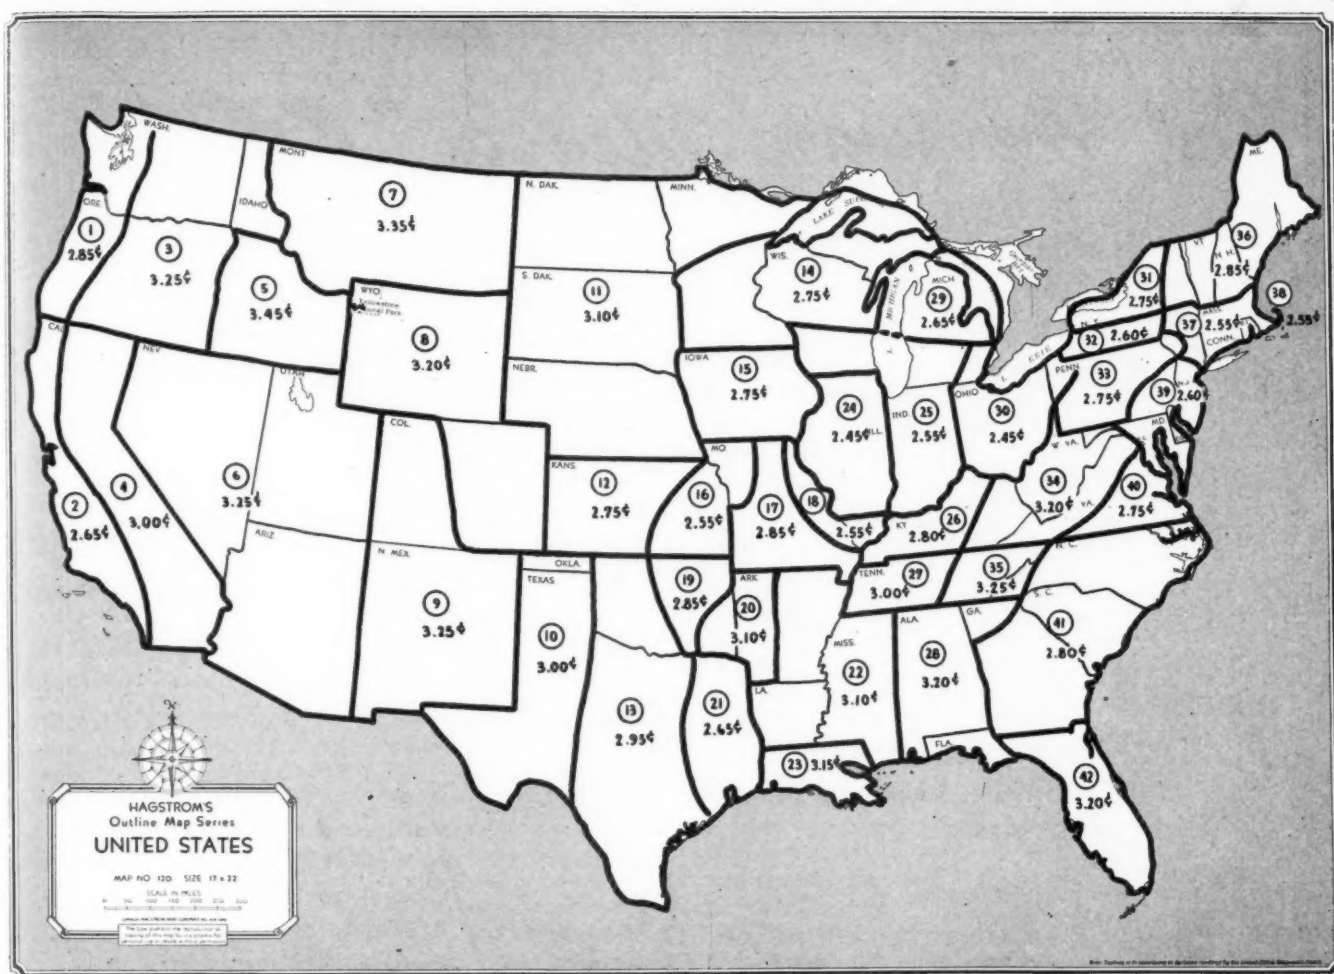 WASH.
ORE.
IDAHO
MONT
N. DAK.
MINN.
S. DAK.
WYO.
Yellowstone
National Park
NEBR.
IOWA
WIS.
LAKE
MICH
L. MICHIGAN
ERIE
CAL.
NEV.
UTAH
COL.
KANS.
MO.
ILL.
IND.
OHIO
PENN.
W. VA.
VA.
MD.
N.J.
N.Y.
CONN.
MASS.
N. H.
VT
ME.
ARIZ.
N. MEX.
OKLA.
TEXAS
ARK.
LA.
MISS.
ALA.
GA.
FLA.
S. C.
N. C.
TENN.
KY
1
2.85¢
2
2.65¢
3
3.25¢
4
3.00¢
5
3.45¢
6
3.25¢
7
3.35¢
8
3.20¢
9
3.25¢
10
3.00¢
11
3.10¢
12
2.75¢
13
2.95¢
14
2.75¢
15
2.75¢
16
2.55¢
17
2.85¢
18
2.55¢
19
2.85¢
20
3.10¢
21
2.65¢
22
3.10¢
23 3.15¢
24
2.45¢
25
2.55¢
26
2.80¢
27
3.00¢
28
3.20¢
29
2.65¢
30
2.45¢
31
2.75¢
32 2.60¢
33
2.75¢
34
3.20¢
35
3.25¢
36
2.85¢
37 2.55¢
38
2.55¢
39 2.60¢
40
2.75¢
41
2.80¢
42
3.20¢
HAGSTROM'S
Outline Map Series
UNITED STATES
MAP NO 120 SIZE 17 x 22
SCALE IN MILES